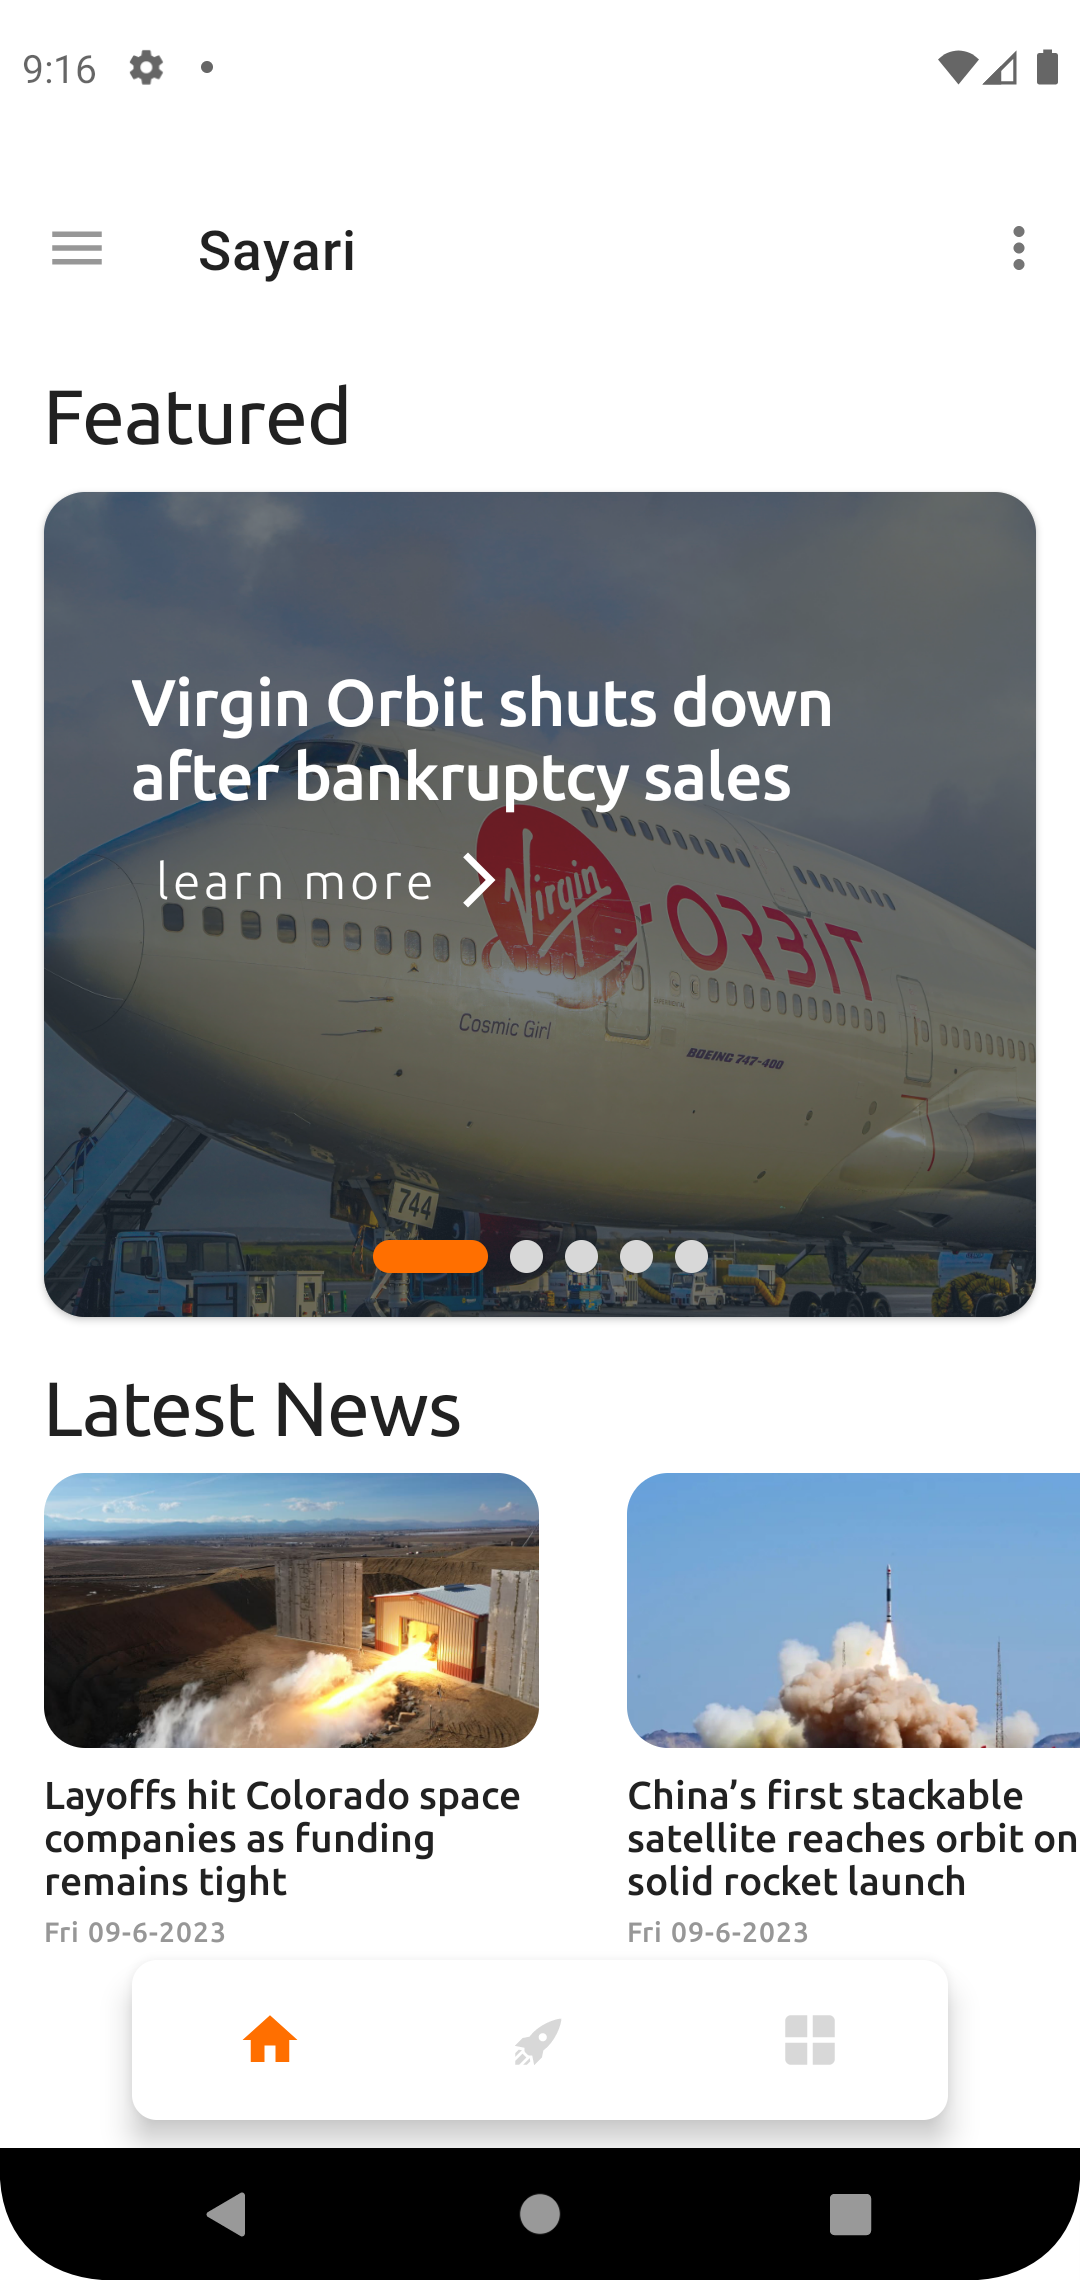 9:16
Sayari
Featured
Virgin Orbit shuts down
after bankruptcy sales
learn more
Virgin
ORBIT
Cosmic Girl
BOEING 747-400
744
Latest News
Layoffs hit Colorado space
companies as funding
remains tight
Fri 09-6-2023
China’s first stackable
satellite reaches orbit on
solid rocket launch
Fri 09-6-2023